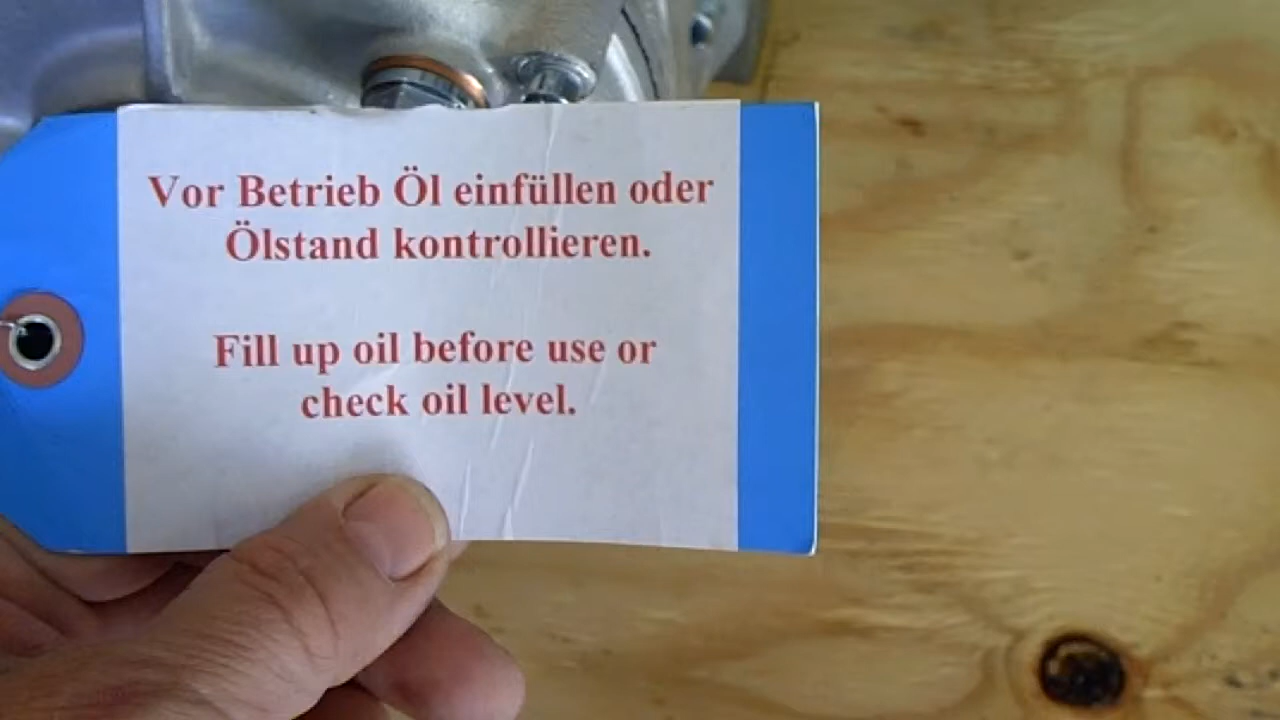 Vor Betrieb Öl einfüllen oder
Ölstand kontrollieren.
Fill up oil before use or
check oil level.